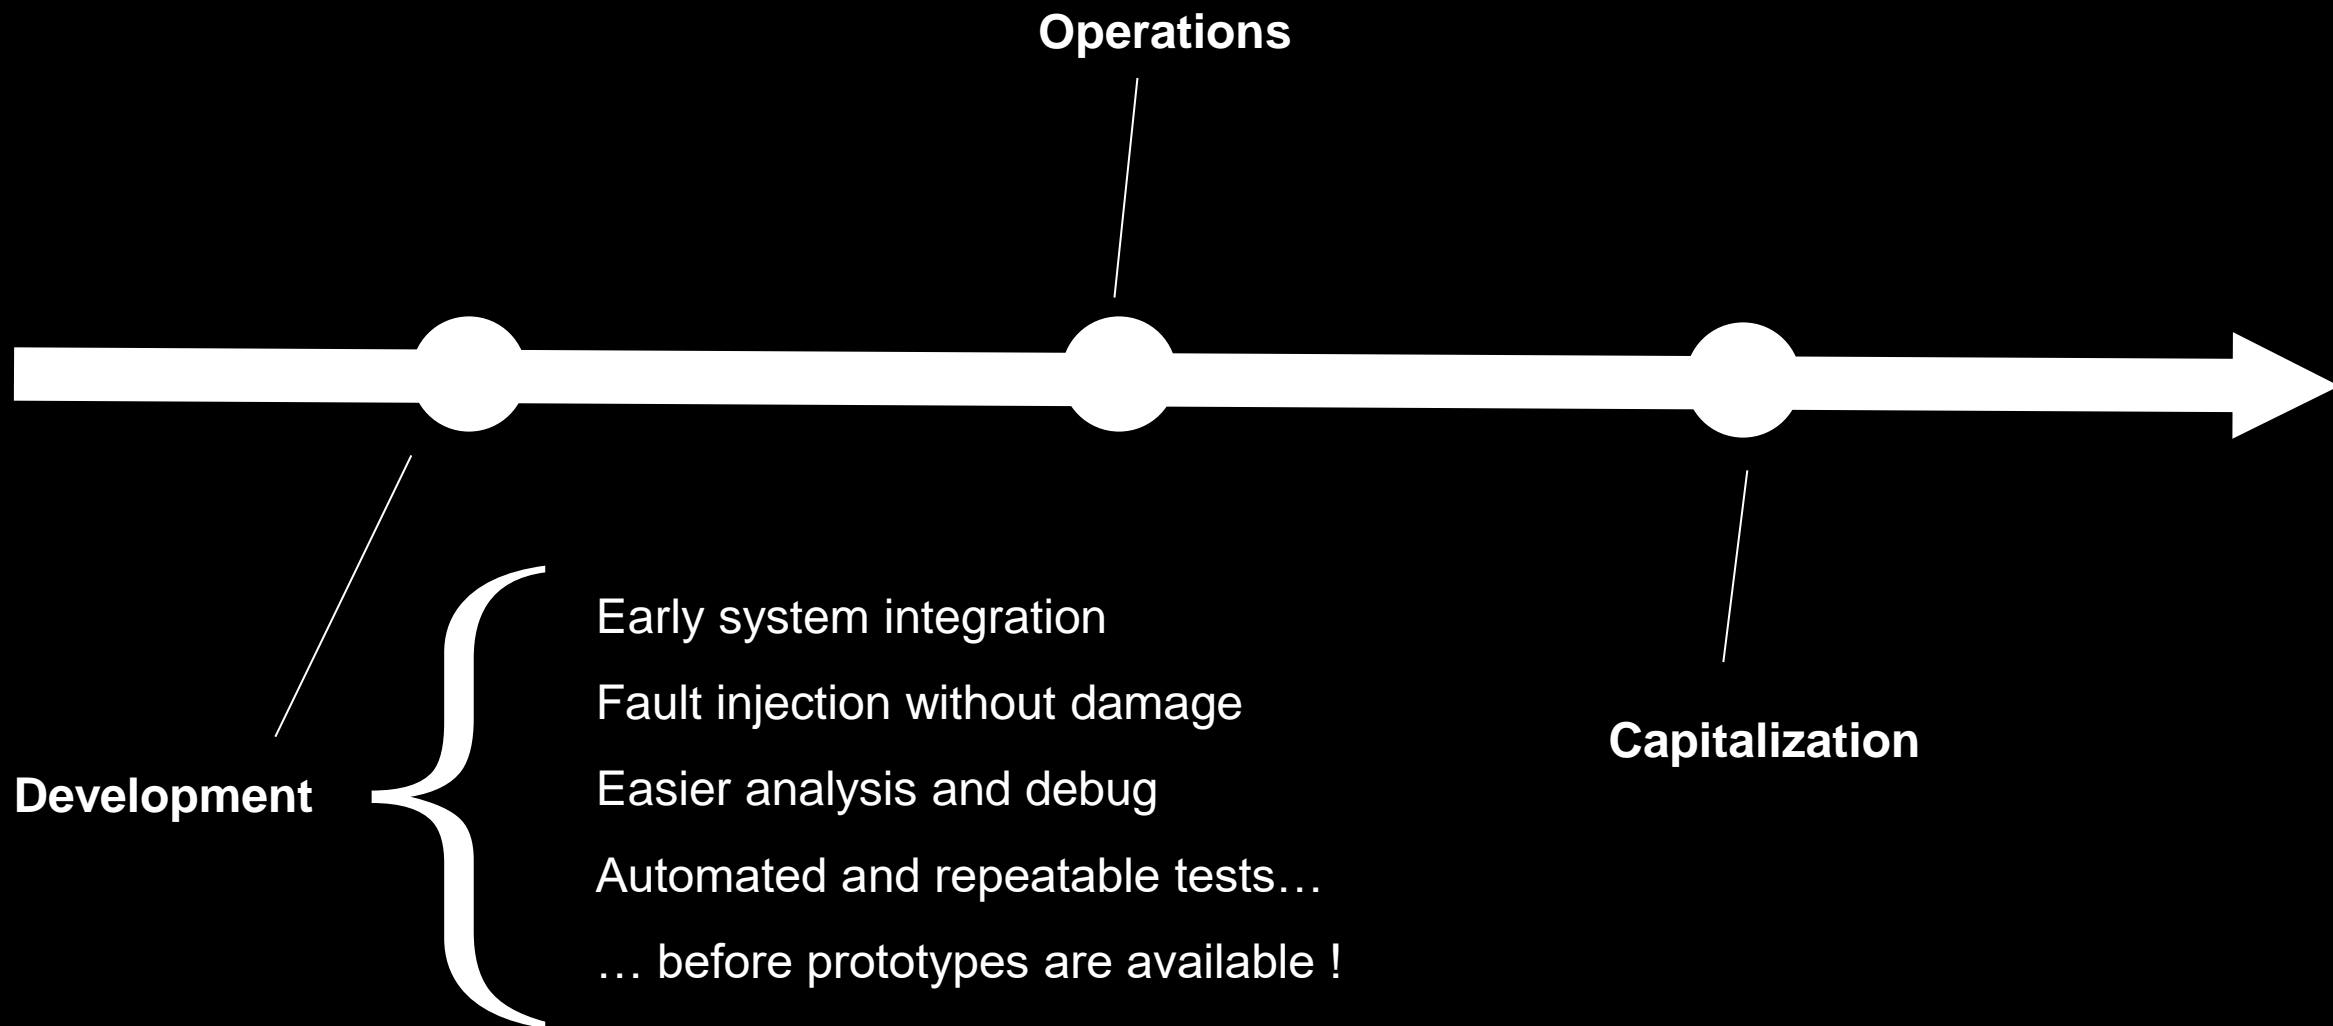 Operations
Early system integration
Fault injection without damage
Capitalization
Easier analysis and debug
Development
Automated and repeatable tests…
… before prototypes are available !